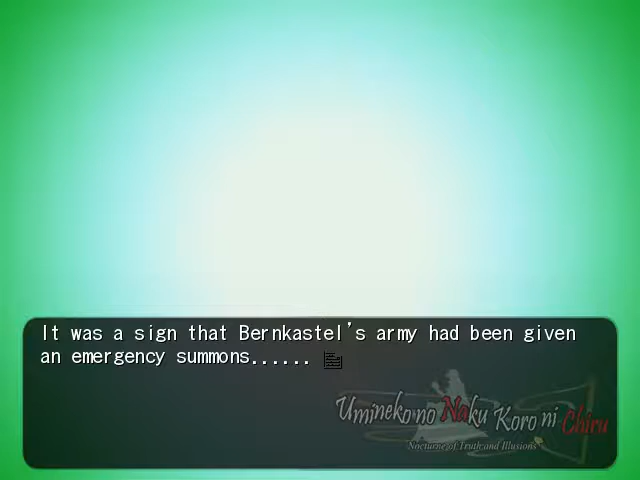 It was a sign that Bernkastel's army had been given
an emergency summons......
Umineko no Naku Koro ni Chiru
Nocturne of Truth and Illusions